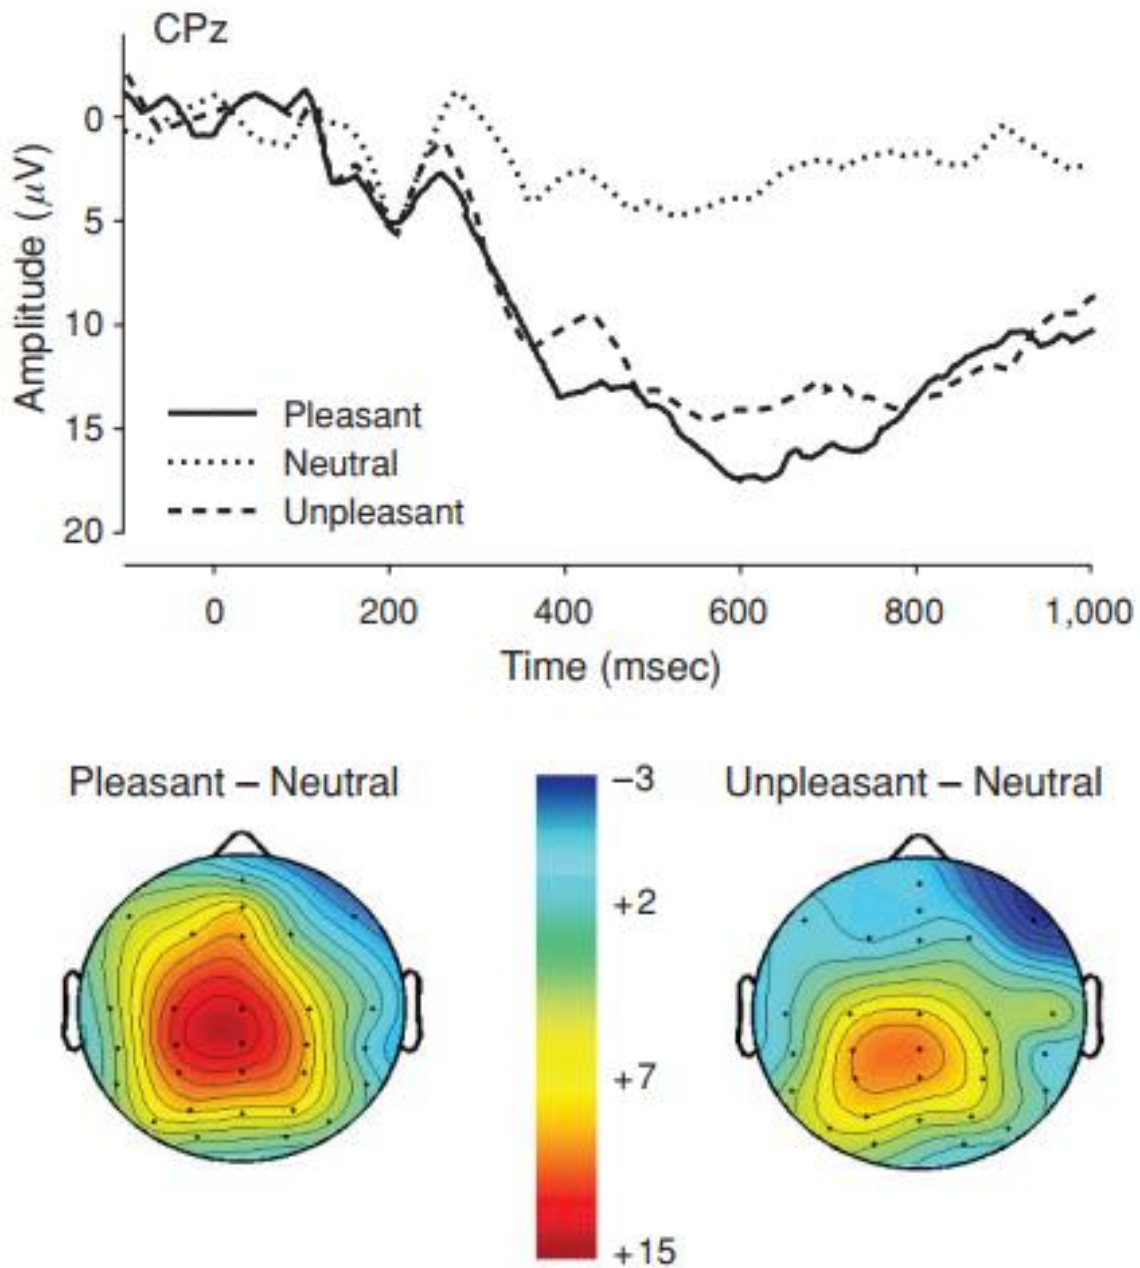 CPz
Amplitude (μV)
0
5
10
15
20
Pleasant
Neutral
Unpleasant
0 200 400 600 800 1,000
Time (msec)
Pleasant – Neutral
–3
+2
+7
+15
Unpleasant – Neutral